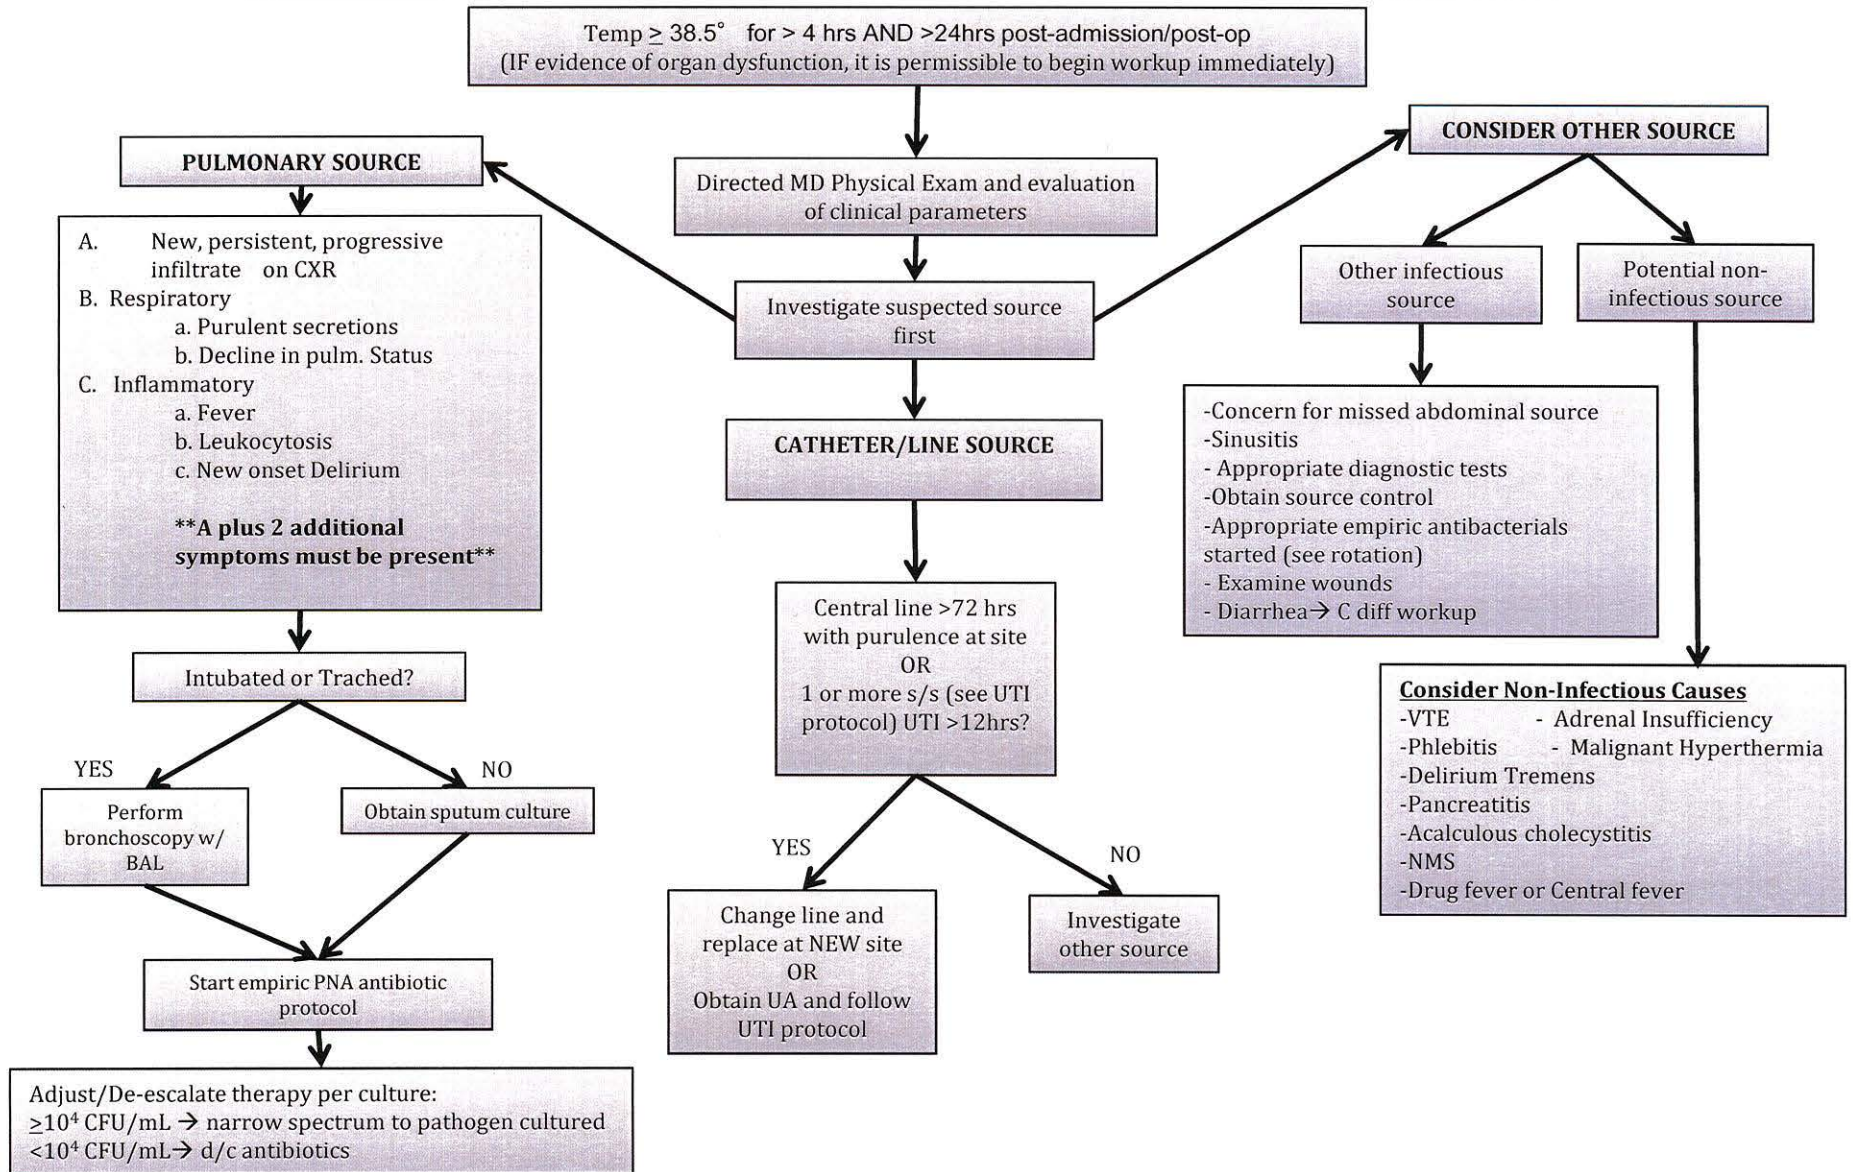 Temp ≥ 38.5° for > 4 hrs AND >24hrs post-admission/post-op
(IF evidence of organ dysfunction, it is permissible to begin workup immediately)
Directed MD Physical Exam and evaluation
of clinical parameters
Investigate suspected source
first
PULMONARY SOURCE
A. New, persistent, progressive
infiltrate on CXR
B. Respiratory
a. Purulent secretions
b. Decline in pulm. Status
C. Inflammatory
a. Fever
b. Leukocytosis
c. New onset Delirium
**A plus 2 additional
symptoms must be present**
Intubated or Trached?
YES
NO
Perform
bronchoscopy w/
BAL
Obtain sputum culture
Start empiric PNA antibiotic
protocol
Adjust/De-escalate therapy per culture:
≥10⁴ CFU/mL → narrow spectrum to pathogen cultured
<10⁴ CFU/mL→ d/c antibiotics
CATHETER/LINE SOURCE
Central line >72 hrs
with purulence at site
OR
1 or more s/s (see UTI
protocol) UTI >12hrs?
YES
NO
Change line and
replace at NEW site
OR
Obtain UA and follow
UTI protocol
Investigate
other source
CONSIDER OTHER SOURCE
Other infectious
source
Potential non-
infectious source
-Concern for missed abdominal source
-Sinusitis
- Appropriate diagnostic tests
-Obtain source control
-Appropriate empiric antibacterials
started (see rotation)
- Examine wounds
- Diarrhea→ C diff workup
Consider Non-Infectious Causes
-VTE - Adrenal Insufficiency
-Phlebitis - Malignant Hyperthermia
-Delirium Tremens
-Pancreatitis
-Acalculous cholecystitis
-NMS
-Drug fever or Central fever